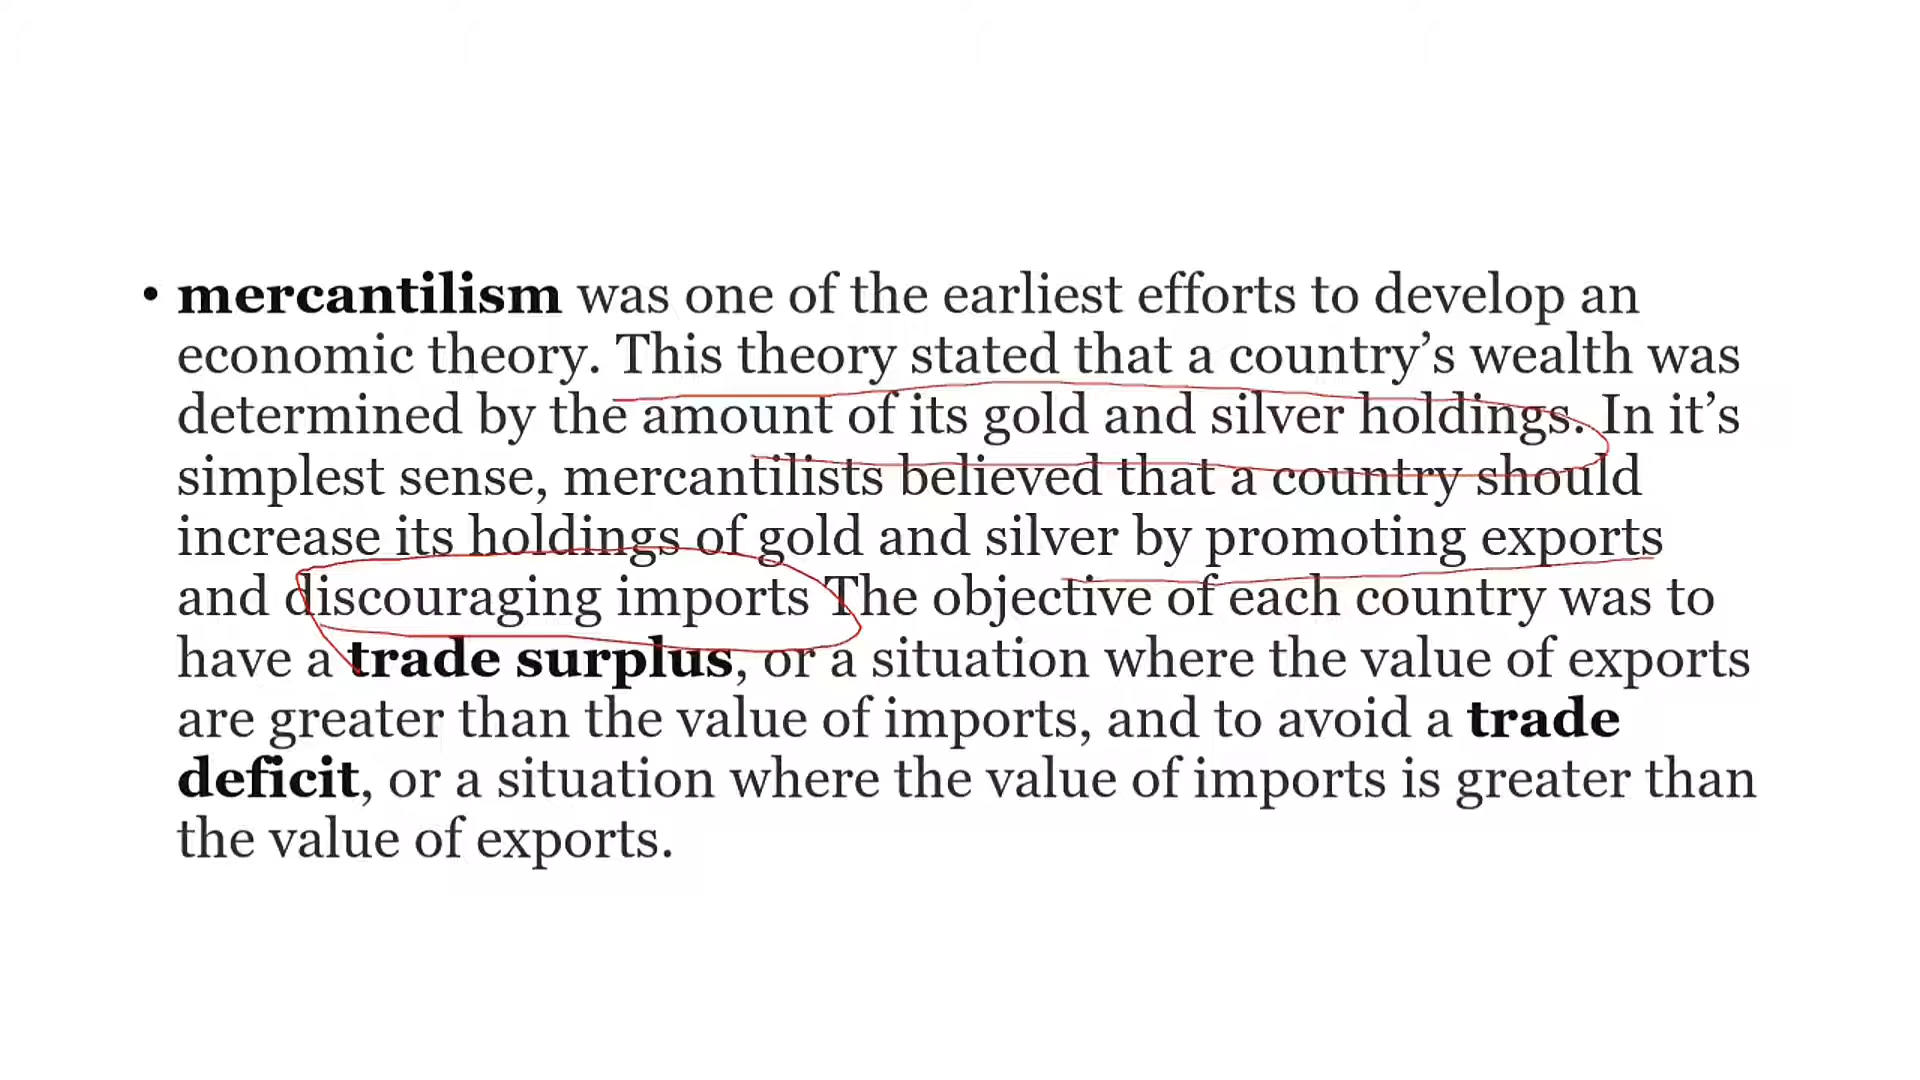 • mercantilism was one of the earliest efforts to develop an
economic theory. This theory stated that a country’s wealth was
determined by the amount of its gold and silver holdings. In it’s
simplest sense, mercantilists believed that a country should
increase its holdings of gold and silver by promoting exports
and discouraging imports The objective of each country was to
have a trade surplus, or a situation where the value of exports
are greater than the value of imports, and to avoid a trade
deficit, or a situation where the value of imports is greater than
the value of exports.